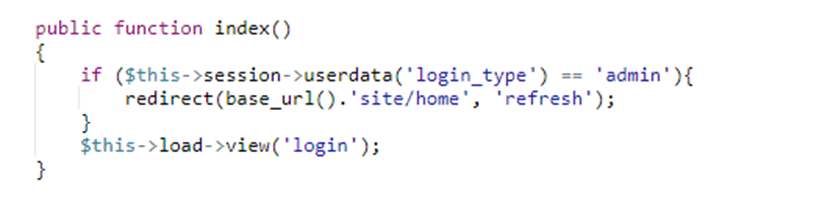 public function index()
{
if ($this->session->userdata('login_type') == 'admin'){
redirect(base_url().'site/home', 'refresh');
}
$this->load->view('login');
}